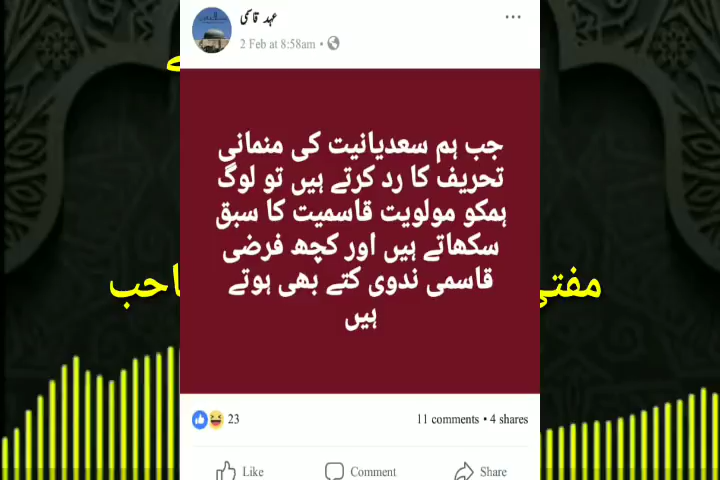 عہد قاسمی
2 Feb at 8:58am •
جب ہم سعدیانیت کی منمانی
تحریف کا رد کرتے ہیں تو لوگ
ہمکو مولویت قاسمیت کا سبق
سکھاتے ہیں اور کچھ فرضی
قاسمی ندوی کتے بھی ہوتے
ہیں
23
11 comments • 4 shares
Like
Comment
Share